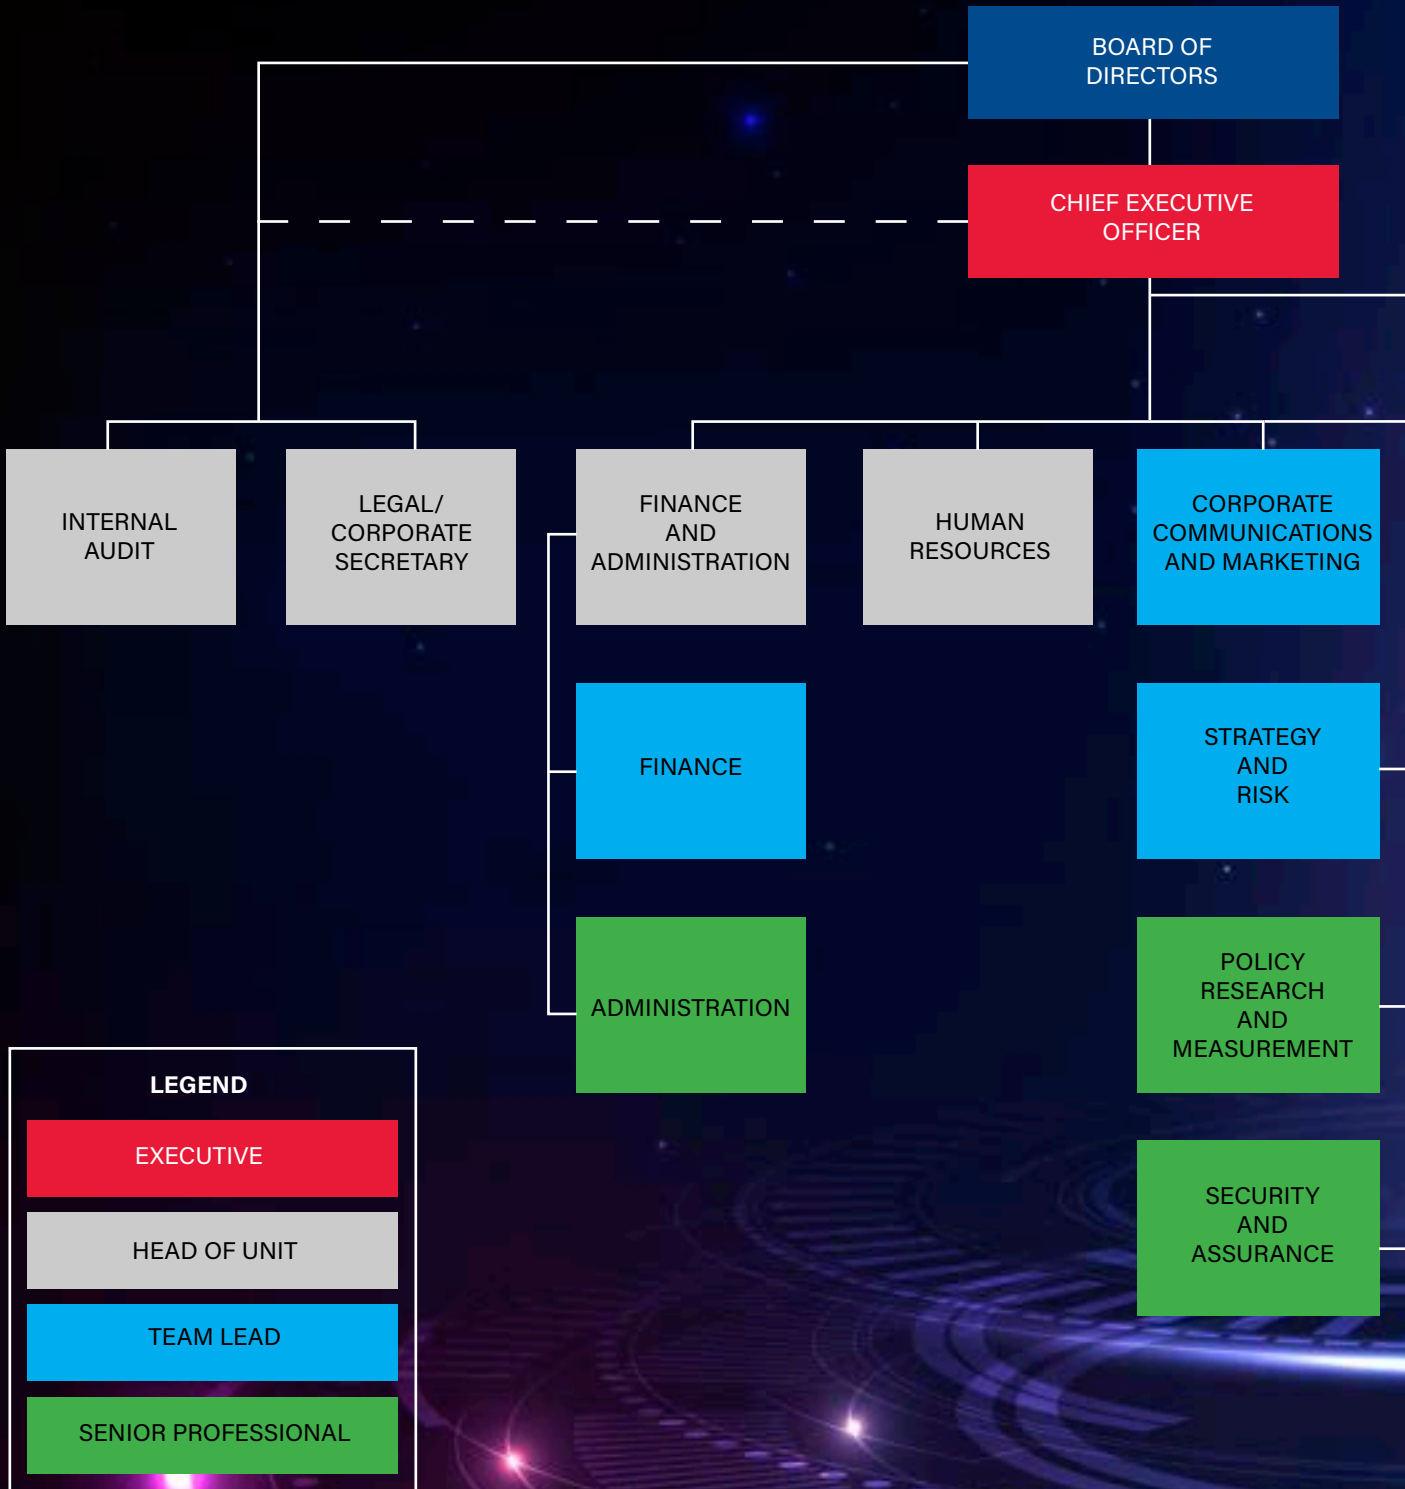 BOARD OF
DIRECTORS
CHIEF EXECUTIVE
OFFICER
INTERNAL
AUDIT
LEGAL/
CORPORATE
SECRETARY
FINANCE
AND
ADMINISTRATION
HUMAN
RESOURCES
CORPORATE
COMMUNICATIONS
AND MARKETING
FINANCE
STRATEGY
AND
RISK
ADMINISTRATION
POLICY
RESEARCH
AND
MEASUREMENT
SECURITY
AND
ASSURANCE
LEGEND
EXECUTIVE
HEAD OF UNIT
TEAM LEAD
SENIOR PROFESSIONAL